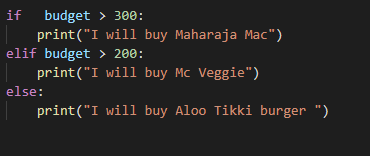 if   budget > 300:
    print("I will buy Maharaja Mac")
elif budget > 200:
    print("I will buy Mc Veggie")
else:
    print("I will buy Aloo Tikki burger ")